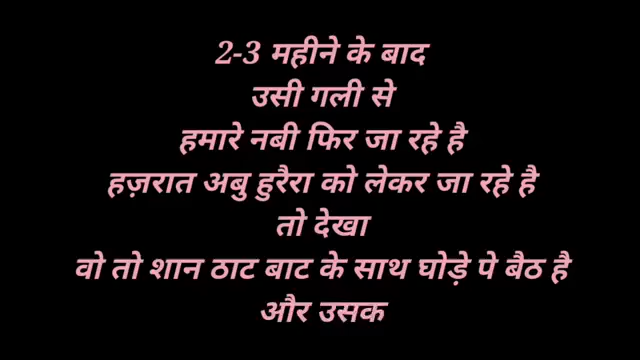 2-3 महीने के बाद
उसी गली से
हमारे नबी फिर जा रहे है
हज़रात अबु हुरैरा को लेकर जा रहे है
तो देखा
वो तो शान ठाट बाट के साथ घोड़े पे बैठ है
और उसक